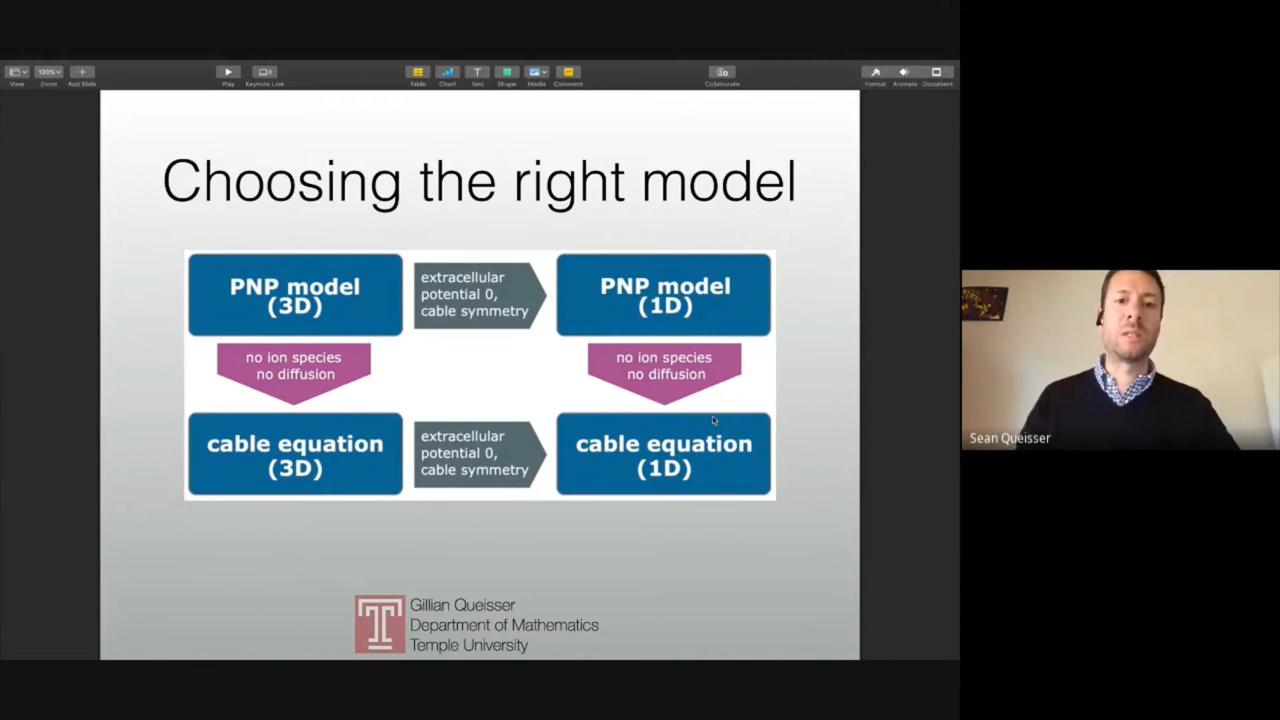 130%
View
Zoom
Add Slide
Play
Keynote Live
Table
Chart
Text
Shape
Media
Comment
Collaborate
Format
Animate
Document
Choosing the right model
PNP model
(3D)
extracellular
potential 0,
cable symmetry
PNP model
(1D)
no ion species
no diffusion
no ion species
no diffusion
cable equation
(3D)
extracellular
potential 0,
cable symmetry
cable equation
(1D)
Sean Queisser
T
Gillian Queisser
Department of Mathematics
Temple University